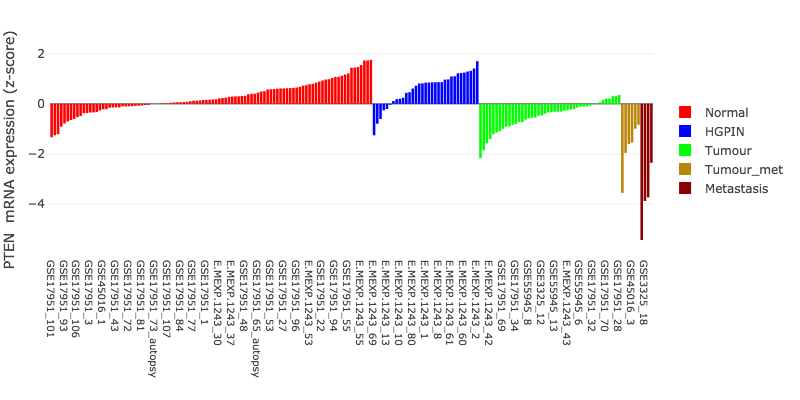 PTEN mRNA expression (z-score)
2
0
−2
−4
GSE17951_101
GSE17951_93
GSE17951_106
GSE17951_3
GSE45016_1
GSE17951_43
GSE17951_72
GSE17951_81
GSE17951_73_autopsy
GSE17951_107
GSE17951_84
GSE17951_77
GSE17951_1
E.MEXP.1243_30
E.MEXP.1243_37
GSE17951_48
GSE17951_65_autopsy
GSE17951_53
GSE17951_27
GSE17951_96
E.MEXP.1243_53
GSE17951_22
GSE17951_94
GSE17951_55
E.MEXP.1243_55
E.MEXP.1243_69
E.MEXP.1243_13
E.MEXP.1243_10
E.MEXP.1243_80
E.MEXP.1243_1
E.MEXP.1243_8
E.MEXP.1243_61
E.MEXP.1243_60
E.MEXP.1243_2
E.MEXP.1243_42
GSE17951_69
GSE17951_34
GSE55945_8
GSE3325_12
GSE55945_13
E.MEXP.1243_43
GSE55945_6
GSE17951_32
GSE17951_70
GSE17951_28
GSE45016_3
GSE3325_18
Normal
HGPIN
Tumour
Tumour_met
Metastasis